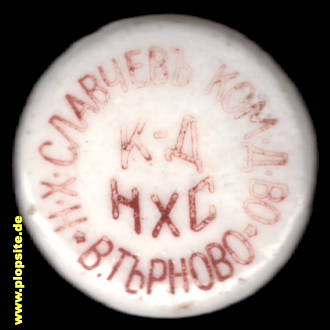 Н·Х·СЛАВЧЕВЪ КОМ·Д·ВО·
К·Д
НХС
*В.ТЪРНОВО*
www.plopsite.de